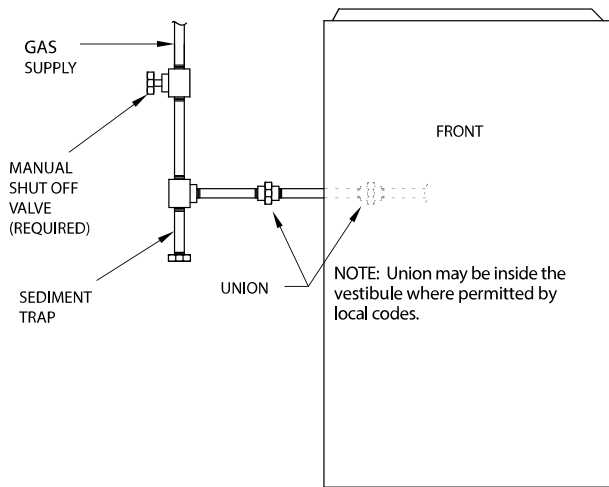 GAS
SUPPLY
FRONT
MANUAL
SHUT OFF
VALVE
(REQUIRED)
SEDIMENT
TRAP
UNION
NOTE: Union may be inside the
vestibule where permitted by
local codes.